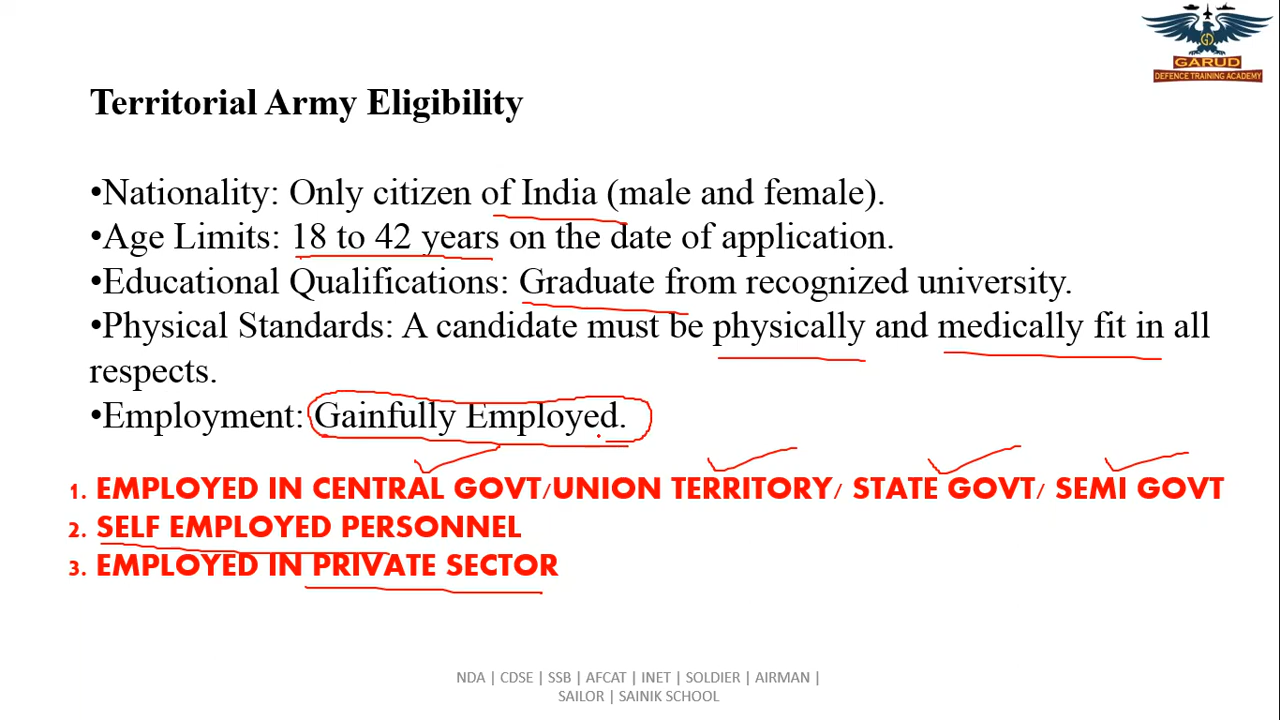 GARUD
DEFENCE TRAINING ACADEMY
Territorial Army Eligibility
•Nationality: Only citizen of India (male and female).
•Age Limits: 18 to 42 years on the date of application.
•Educational Qualifications: Graduate from recognized university.
•Physical Standards: A candidate must be physically and medically fit in all
respects.
•Employment: Gainfully Employed.
1. EMPLOYED IN CENTRAL GOVT/UNION TERRITORY/ STATE GOVT/ SEMI GOVT
2. SELF EMPLOYED PERSONNEL
3. EMPLOYED IN PRIVATE SECTOR
NDA | CDSE | SSB | AFCAT | INET | SOLDIER | AIRMAN |
SAILOR | SAINIK SCHOOL